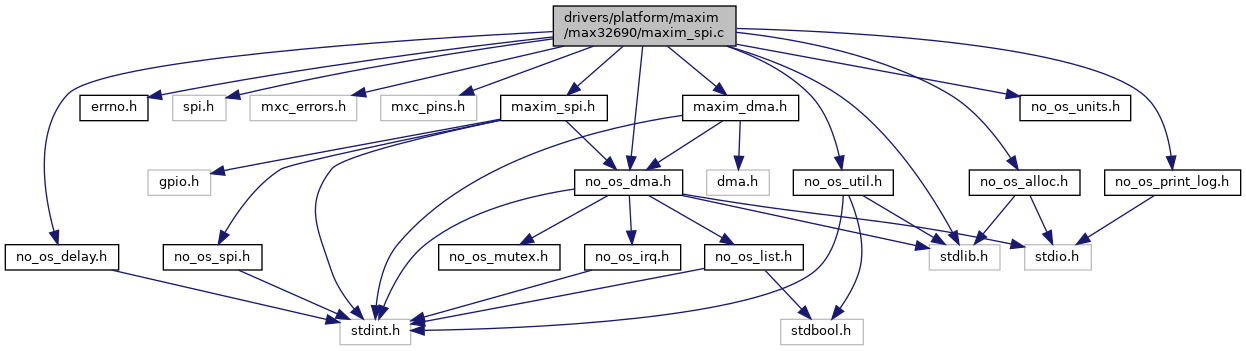 drivers/platform/maxim
/max32690/maxim_spi.c
errno.h
spi.h
mxc_errors.h
mxc_pins.h
maxim_spi.h
maxim_dma.h
no_os_units.h
gpio.h
no_os_dma.h
dma.h
no_os_util.h
no_os_alloc.h
no_os_print_log.h
no_os_delay.h
no_os_spi.h
no_os_mutex.h
no_os_irq.h
no_os_list.h
stdlib.h
stdio.h
stdint.h
stdbool.h